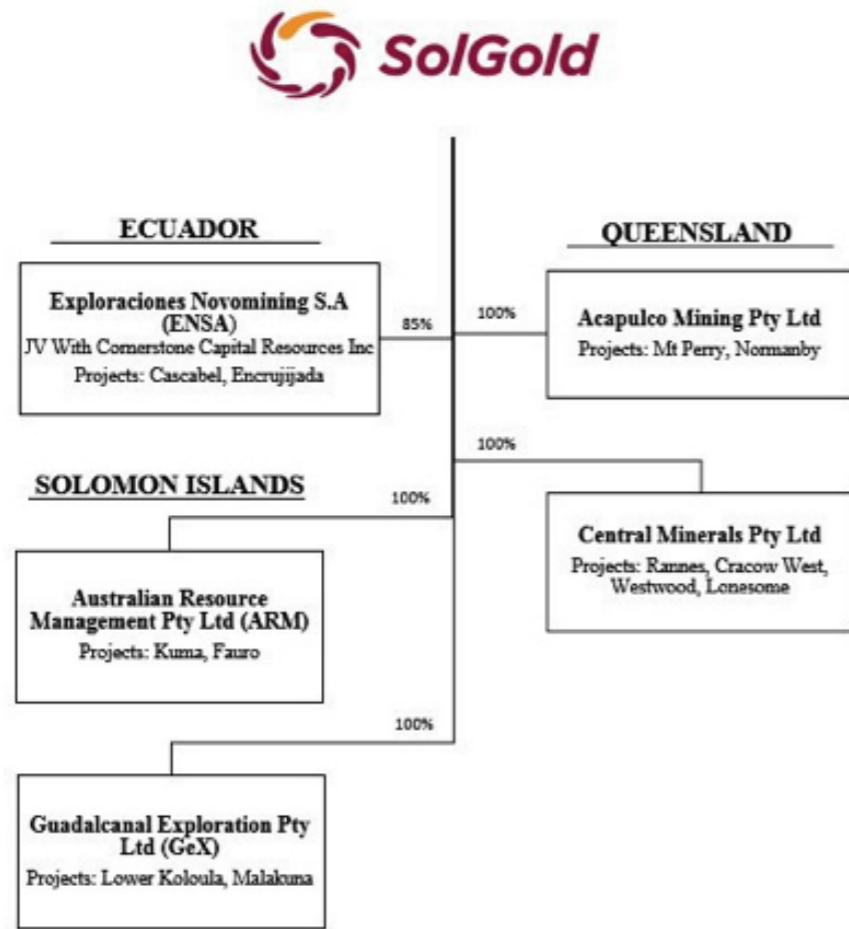 SolGold
ECUADOR
Exploraciones Novomining S.A
(ENSA)
JV With Cornerstone Capital Resources Inc
Projects: Cascabel, Encrujijada
85%
QUEENSLAND
100%
Acapulco Mining Pty Ltd
Projects: Mt Perry, Normanby
100%
Central Minerals Pty Ltd
Projects: Rannes, Cracow West,
Westwood, Lonesome
SOLOMON ISLANDS
100%
Australian Resource
Management Pty Ltd (ARM)
Projects: Kuma, Fauro
100%
Guadalcanal Exploration Pty
Ltd (GeX)
Projects: Lower Koloula, Malakuna